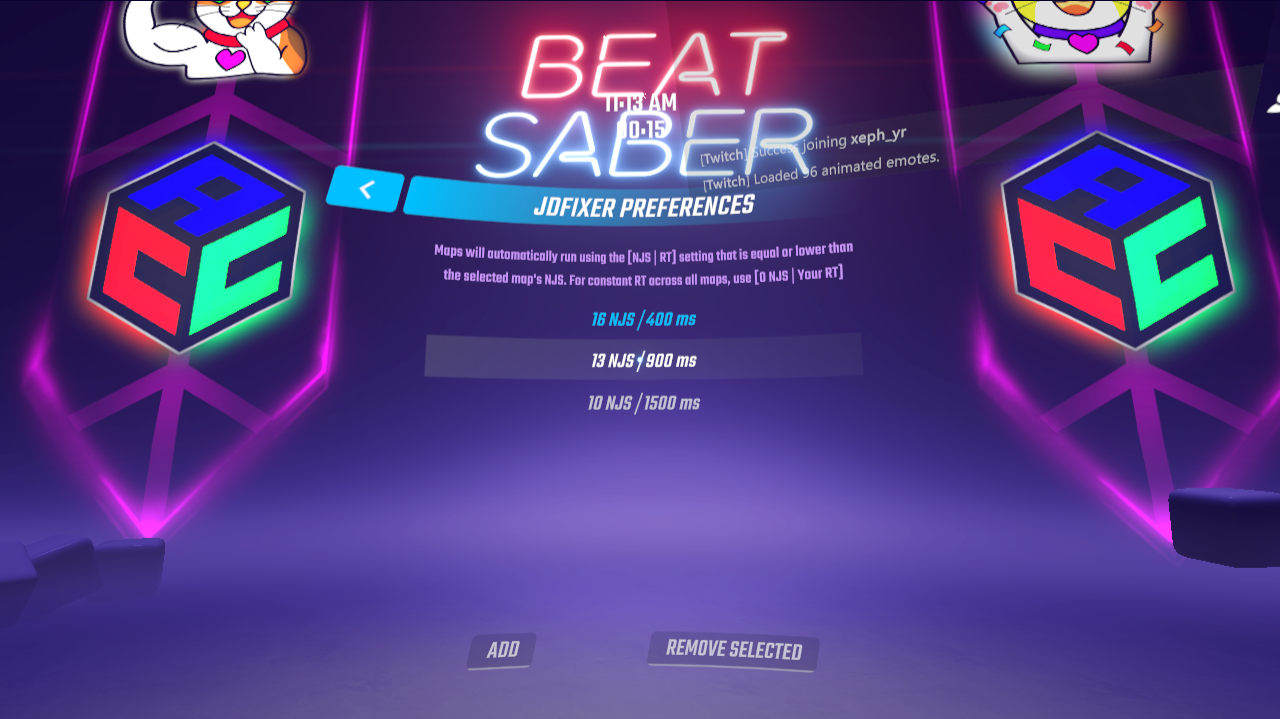 BEAT
SABER
11:13 AM
00:15
[Twitch] Success joining xeph_yr
[Twitch] Loaded 96 animated emotes.
JDFIXER PREFERENCES
Maps will automatically run using the [NJS | RT] setting that is equal or lower than
the selected map's NJS. For constant RT across all maps, use [0 NJS | Your RT]
16 NJS / 400 ms
13 NJS / 900 ms
10 NJS / 1500 ms
ADD
REMOVE SELECTED
ACC
ACC